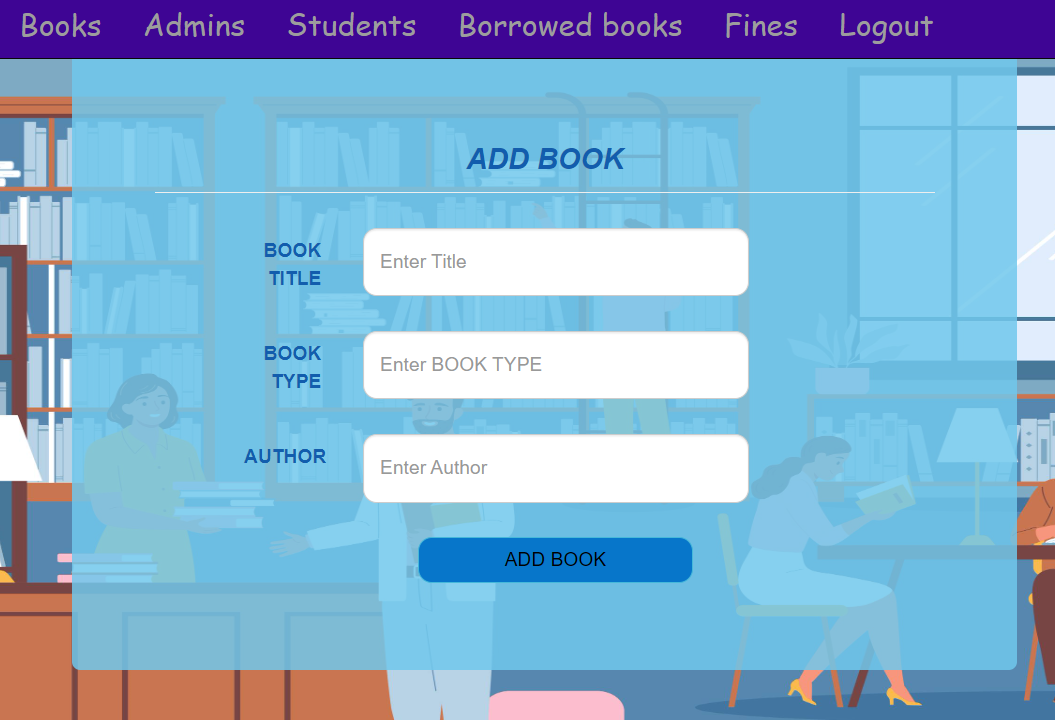 Books Admins Students Borrowed books Fines Logout
ADD BOOK
BOOK
TITLE
Enter Title
BOOK
TYPE
Enter BOOK TYPE
AUTHOR
Enter Author
ADD BOOK